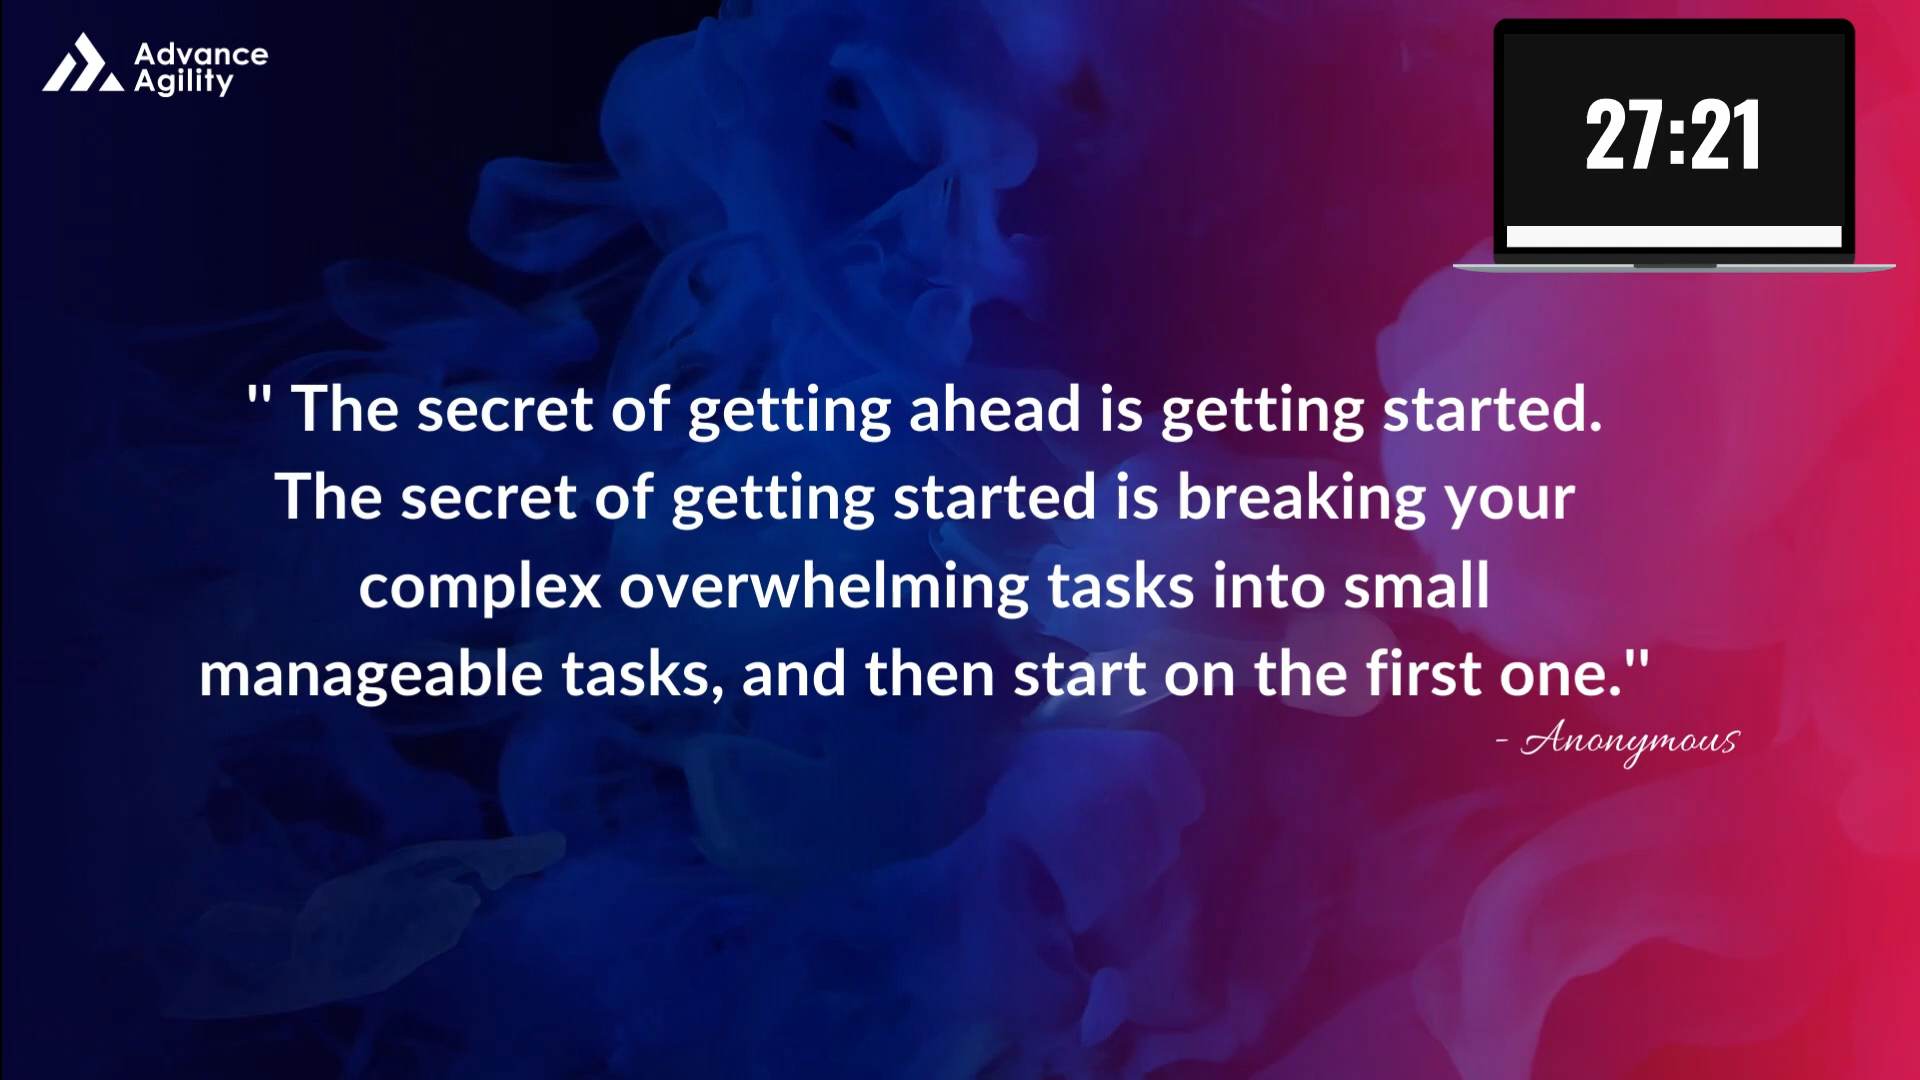 Advance
Agility
27:21
" The secret of getting ahead is getting started.
The secret of getting started is breaking your
complex overwhelming tasks into small
manageable tasks, and then start on the first one."
- Anonymous